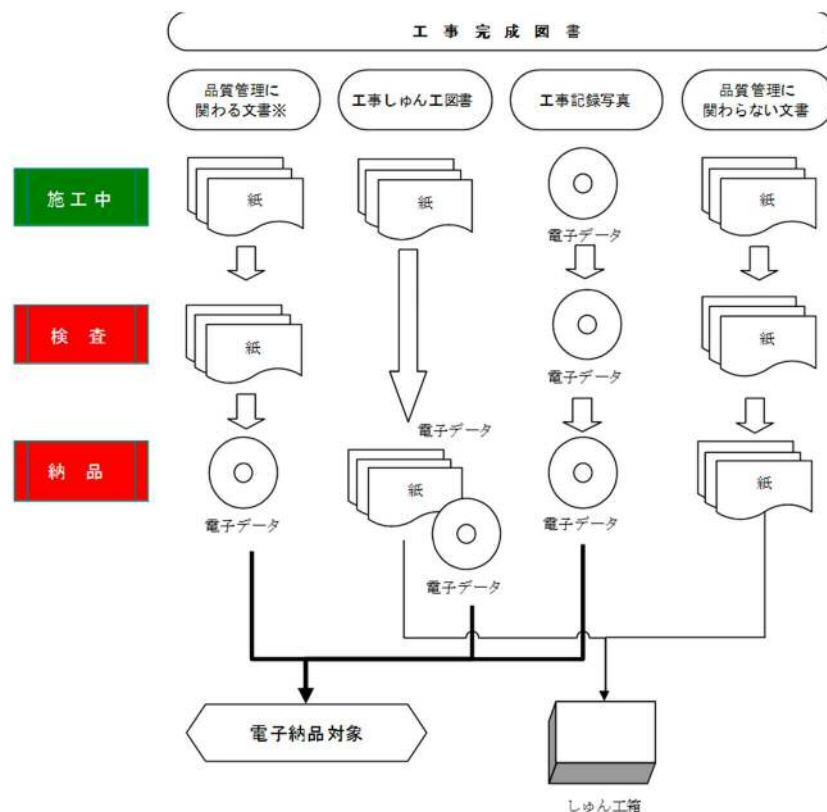 工事完成図書
品質管理に
関わる文書※
工事しゅん工図書
工事記録写真
品質管理に
関わらない文書
施工中
紙
紙
電子データ
紙
検査
紙
電子データ
紙
納品
電子データ
電子データ
紙
電子データ
電子データ
紙
電子納品対象
しゅん工箱